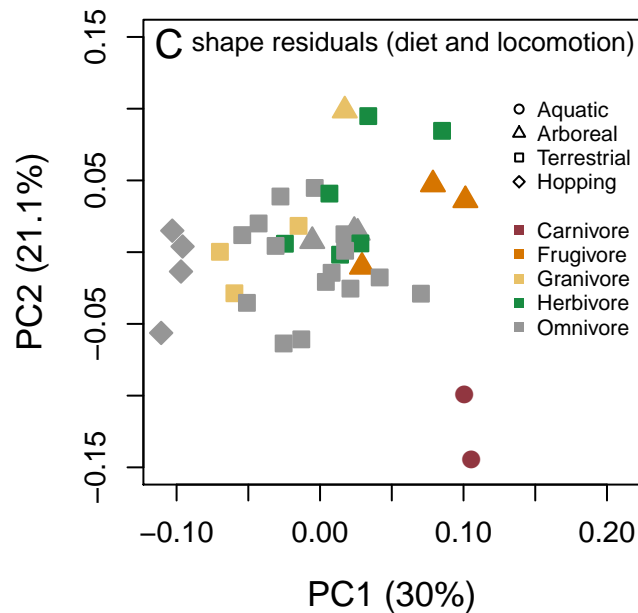 C shape residuals (diet and locomotion)
0.15
0.05
−0.05
−0.15
PC2 (21.1%)
Aquatic
Arboreal
Terrestrial
Hopping
Carnivore
Frugivore
Granivore
Herbivore
Omnivore
−0.10 0.00 0.10 0.20
PC1 (30%)